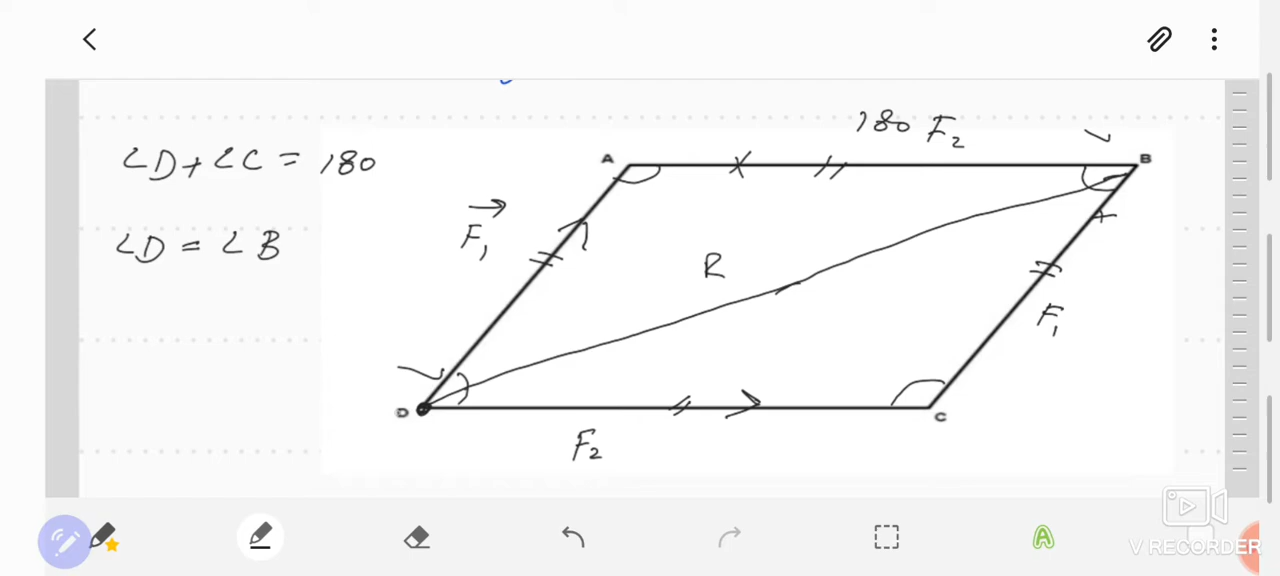 ∠D + ∠C = 180
∠D = ∠B
180 F₂
A
B
F₁
R
F₁
D
C
F₂
A
V RECORDER